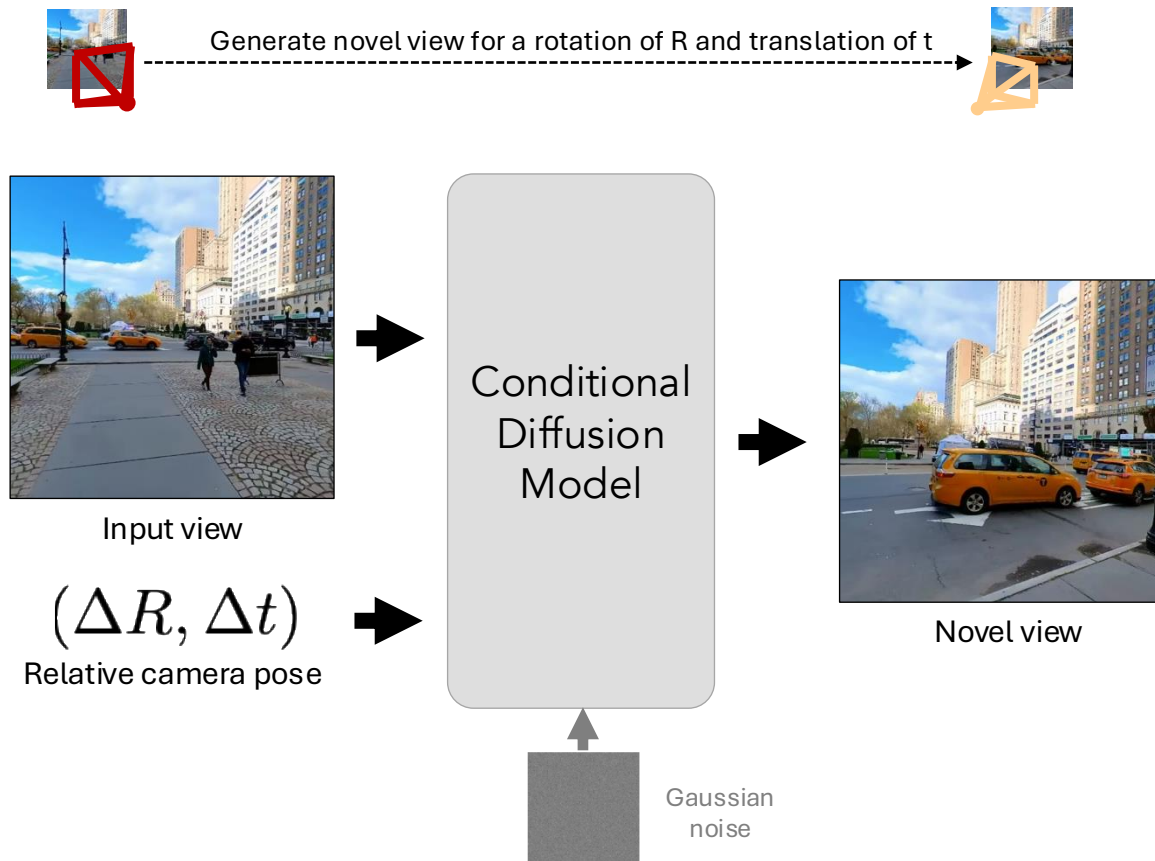 Generate novel view for a rotation of R and translation of t
Conditional
Diffusion
Model
Input view
(ΔR, Δt)
Relative camera pose
Novel view
Gaussian
noise